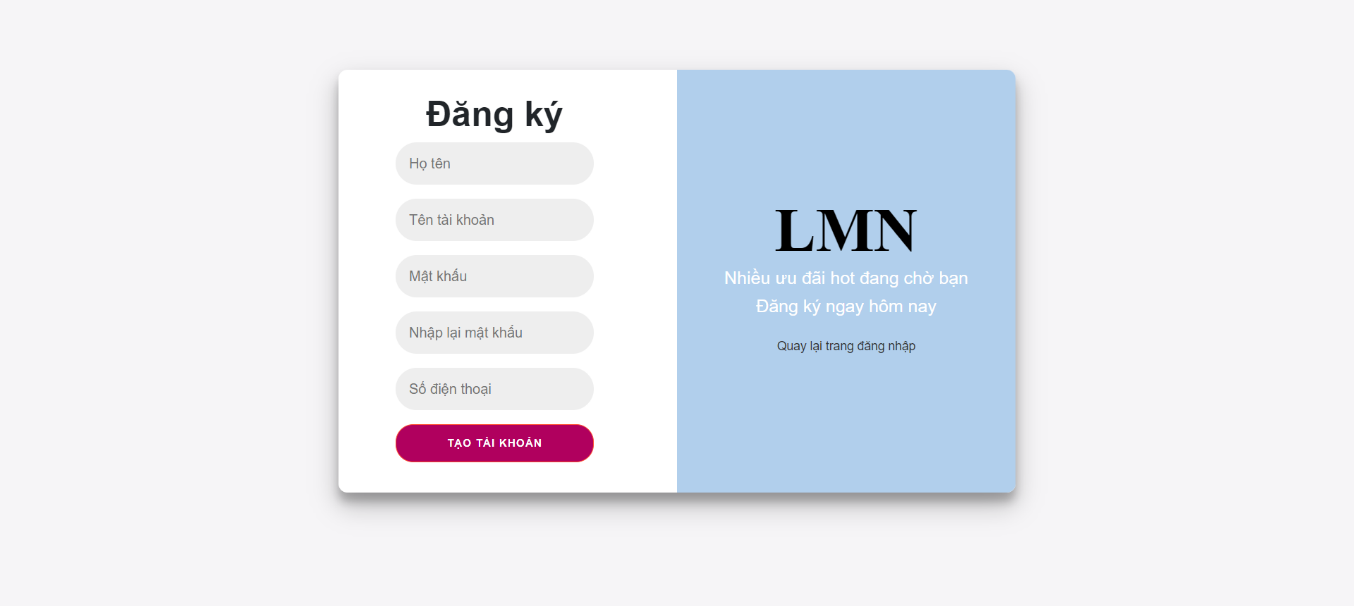 Đăng ký
Họ tên
Tên tài khoản
Mật khẩu
Nhập lại mật khẩu
Số điện thoại
TẠO TÀI KHOẢN
LMN
Nhiều ưu đãi hot đang chờ bạn
Đăng ký ngay hôm nay
Quay lại trang đăng nhập